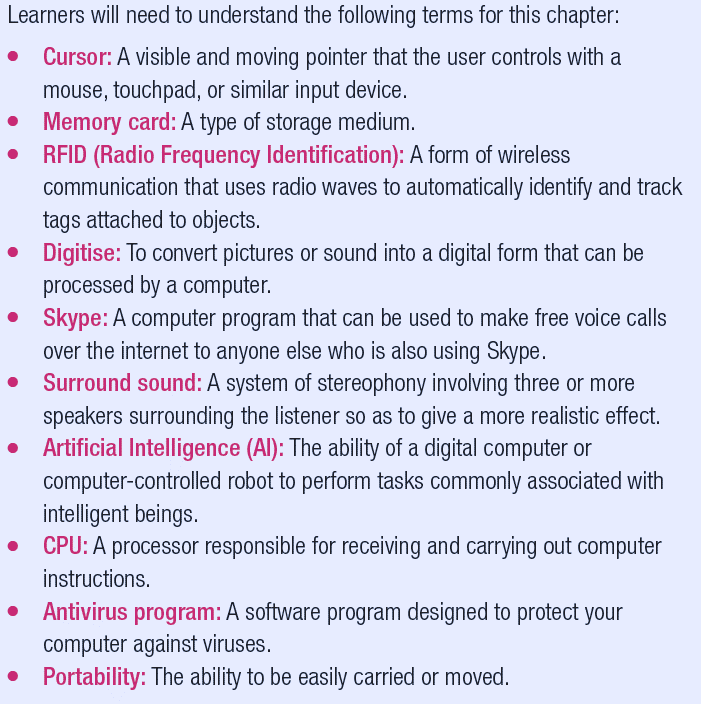 Learners will need to understand the following terms for this chapter:
• Cursor: A visible and moving pointer that the user controls with a
mouse, touchpad, or similar input device.
• Memory card: A type of storage medium.
• RFID (Radio Frequency Identification): A form of wireless
communication that uses radio waves to automatically identify and track
tags attached to objects.
• Digitise: To convert pictures or sound into a digital form that can be
processed by a computer.
• Skype: A computer program that can be used to make free voice calls
over the internet to anyone else who is also using Skype.
• Surround sound: A system of stereophony involving three or more
speakers surrounding the listener so as to give a more realistic effect.
• Artificial Intelligence (AI): The ability of a digital computer or
computer-controlled robot to perform tasks commonly associated with
intelligent beings.
• CPU: A processor responsible for receiving and carrying out computer
instructions.
• Antivirus program: A software program designed to protect your
computer against viruses.
• Portability: The ability to be easily carried or moved.